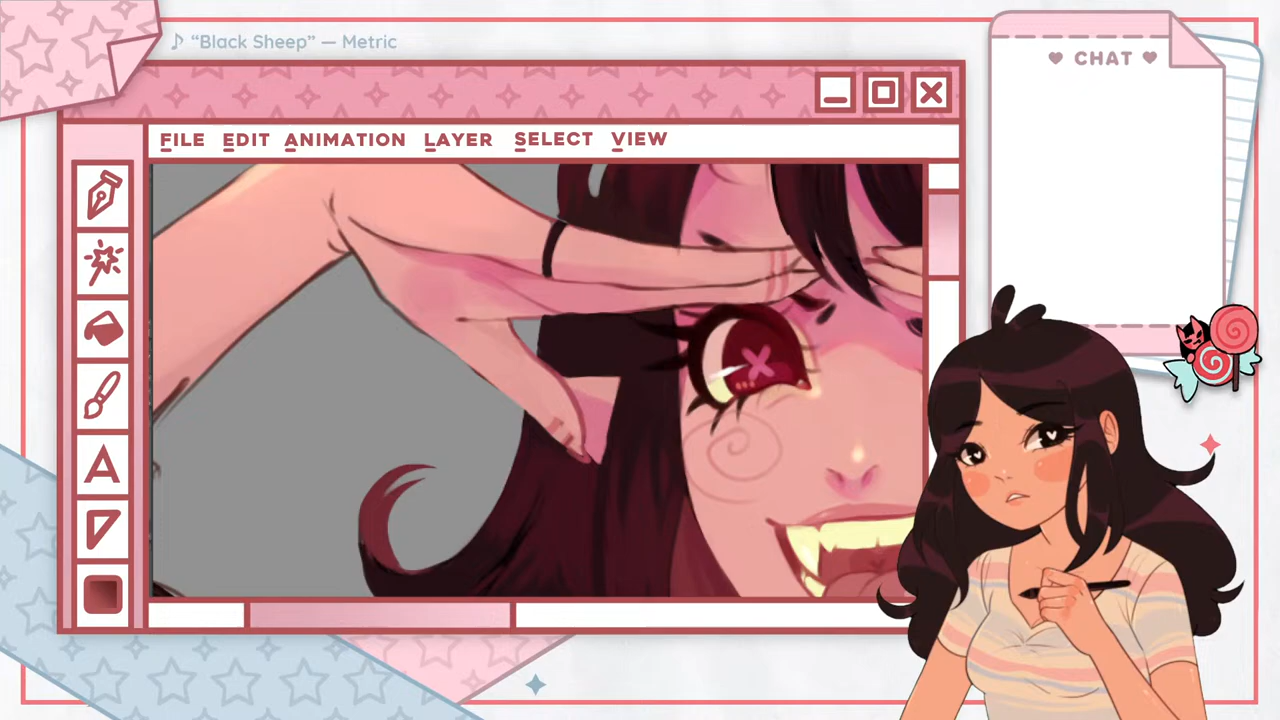 ♪ “Black Sheep” — Metric
♥ CHAT ♥
FILE EDIT ANIMATION LAYER SELECT VIEW
A